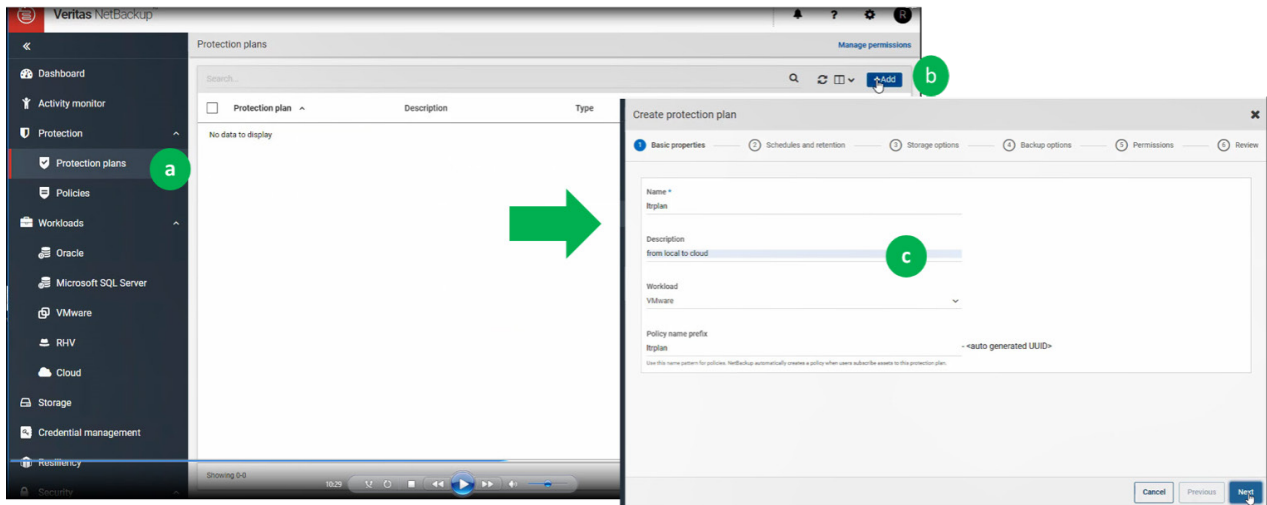 Veritas NetBackup™
?
R
«
Protection plans
Manage permissions
Dashboard
Search...
+Add
b
Activity monitor
Protection plan
Description
Type
Create protection plan
Protection
No data to display
1 Basic properties
2 Schedules and retention
3 Storage options
4 Backup options
5 Permissions
6 Review
Protection plans
a
Policies
Name *
ltrplan
Workloads
Description
from local to cloud
c
Oracle
Microsoft SQL Server
Workload
VMware
VMware
Policy name prefix
RHV
ltrplan
- <auto generated UUID>
Use this name pattern for policies. NetBackup automatically creates a policy when users subscribe assets to this protection plan.
Cloud
Storage
Credential management
Resiliency
Showing 0-0
10:29
Security
Cancel
Previous
Next